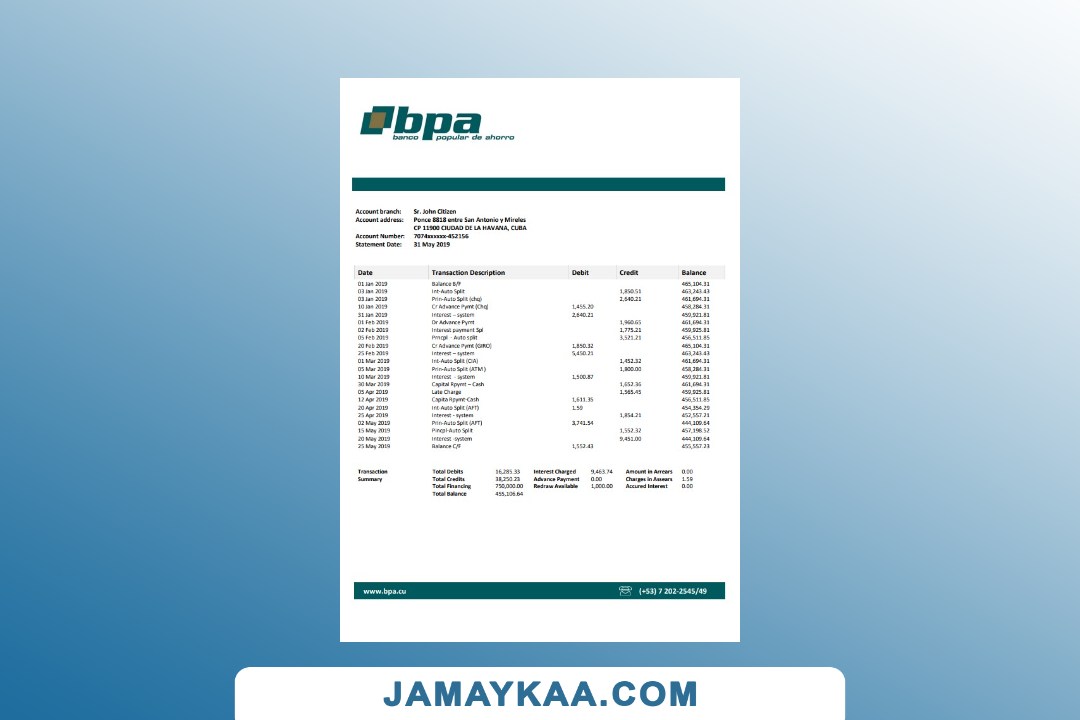 bpa
banco popular de ahorro
Account branch: Sr. John Citizen
Account address: Ponce 8818 entre San Antonio y Mireles
CP 11900 CIUDAD DE LA HAVANA, CUBA
Account Number: 7074xxxxxx-452156
Statement Date: 31 May 2019
Date Transaction Description Debit Credit Balance
01 Jan 2019 Balance B/F 465,104.31
03 Jan 2019 Int-Auto Split 1,850.51 463,243.43
03 Jan 2019 Prin-Auto Split (chq) 2,640.21 461,694.31
10 Jan 2019 Cr Advance Pymt (Chq) 1,455.20 458,284.31
31 Jan 2019 Interest – system 2,640.21 459,921.81
01 Feb 2019 Dr Advance Pymt 1,960.65 461,694.31
02 Feb 2019 Interest payment Spl 1,775.21 459,925.81
05 Feb 2019 Princpl - Auto split 3,521.21 456,511.85
20 Feb 2019 Cr Advance Pymt (GIRO) 1,850.32 465,104.31
25 Feb 2019 Interest – system 5,450.21 463,243.43
01 Mar 2019 Int-Auto Split (CIA) 1,452.32 461,694.31
05 Mar 2019 Prin-Auto Split (ATM ) 1,800.00 458,284.31
10 Mar 2019 Interest - system 1,500.87 459,921.81
30 Mar 2019 Capital Rpymt – Cash 1,652.36 461,694.31
05 Apr 2019 Late Charge 1,565.45 459,925.81
12 Apr 2019 Capita Rpymt-Cash 1,611.35 456,511.85
20 Apr 2019 Int-Auto Split (AFT) 1.59 454,354.29
25 Apr 2019 Interest - system 1,854.21 452,557.21
02 May 2019 Prin-Auto Split (AFT) 3,741.54 444,109.64
15 May 2019 Pincpl-Auto Split 1,552.32 457,198.52
20 May 2019 Interest -system 9,451.00 444,109.64
25 May 2019 Balance C/F 1,552.43 455,557.23
Transaction Total Debits 16,285.33 Interest Charged 9,463.74 Amount in Arrears 0.00
Summary Total Credits 38,250.23 Advance Payment 0.00 Charges in Assears 1.59
Total Financing 750,000.00 Redraw Available 1,000.00 Accured Interest 0.00
Total Balance 455,106.64
www.bpa.cu (+53) 7 202-2545/49
JAMAYKAA.COM